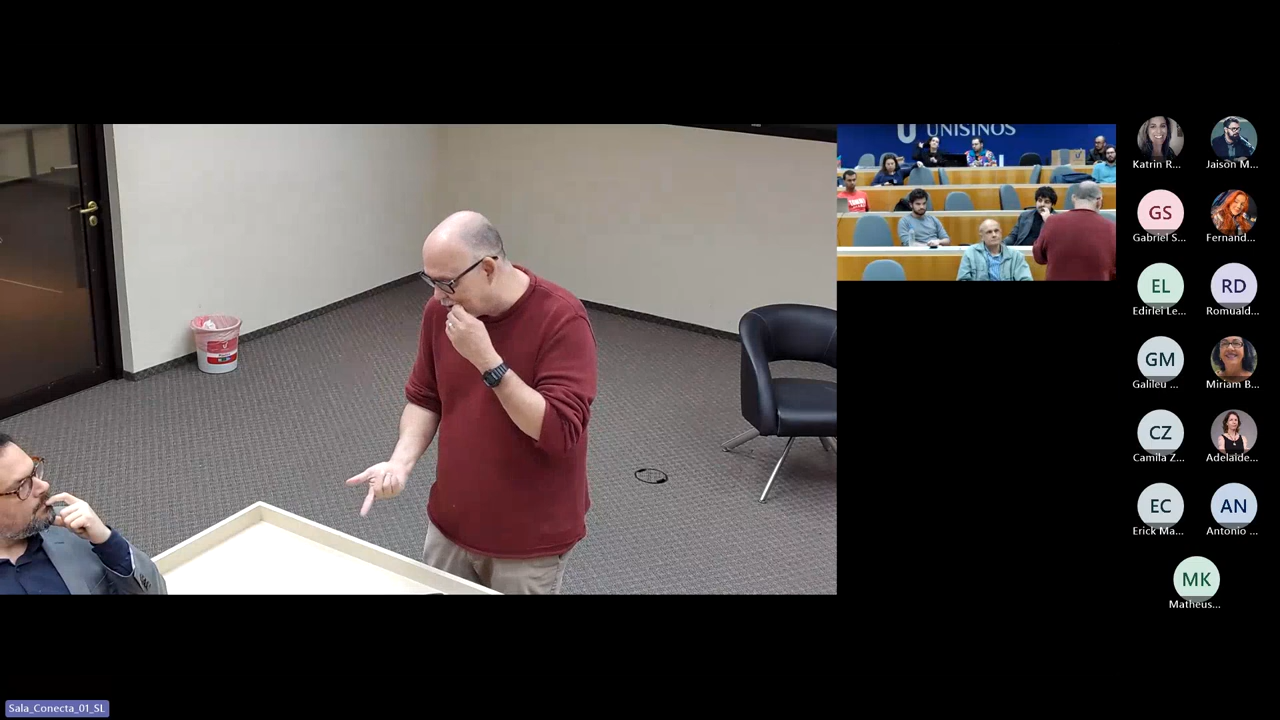 UNISINOS
Katrin R...
Jaison M...
GS
Gabriel S...
Fernand...
EL
Edirlei Le...
RD
Romuald...
GM
Galileu ...
Miriam B...
CZ
Camila Z...
Adelaide...
EC
Erick Ma...
AN
Antonio ...
MK
Matheus...
Sala_Conecta_01_SL